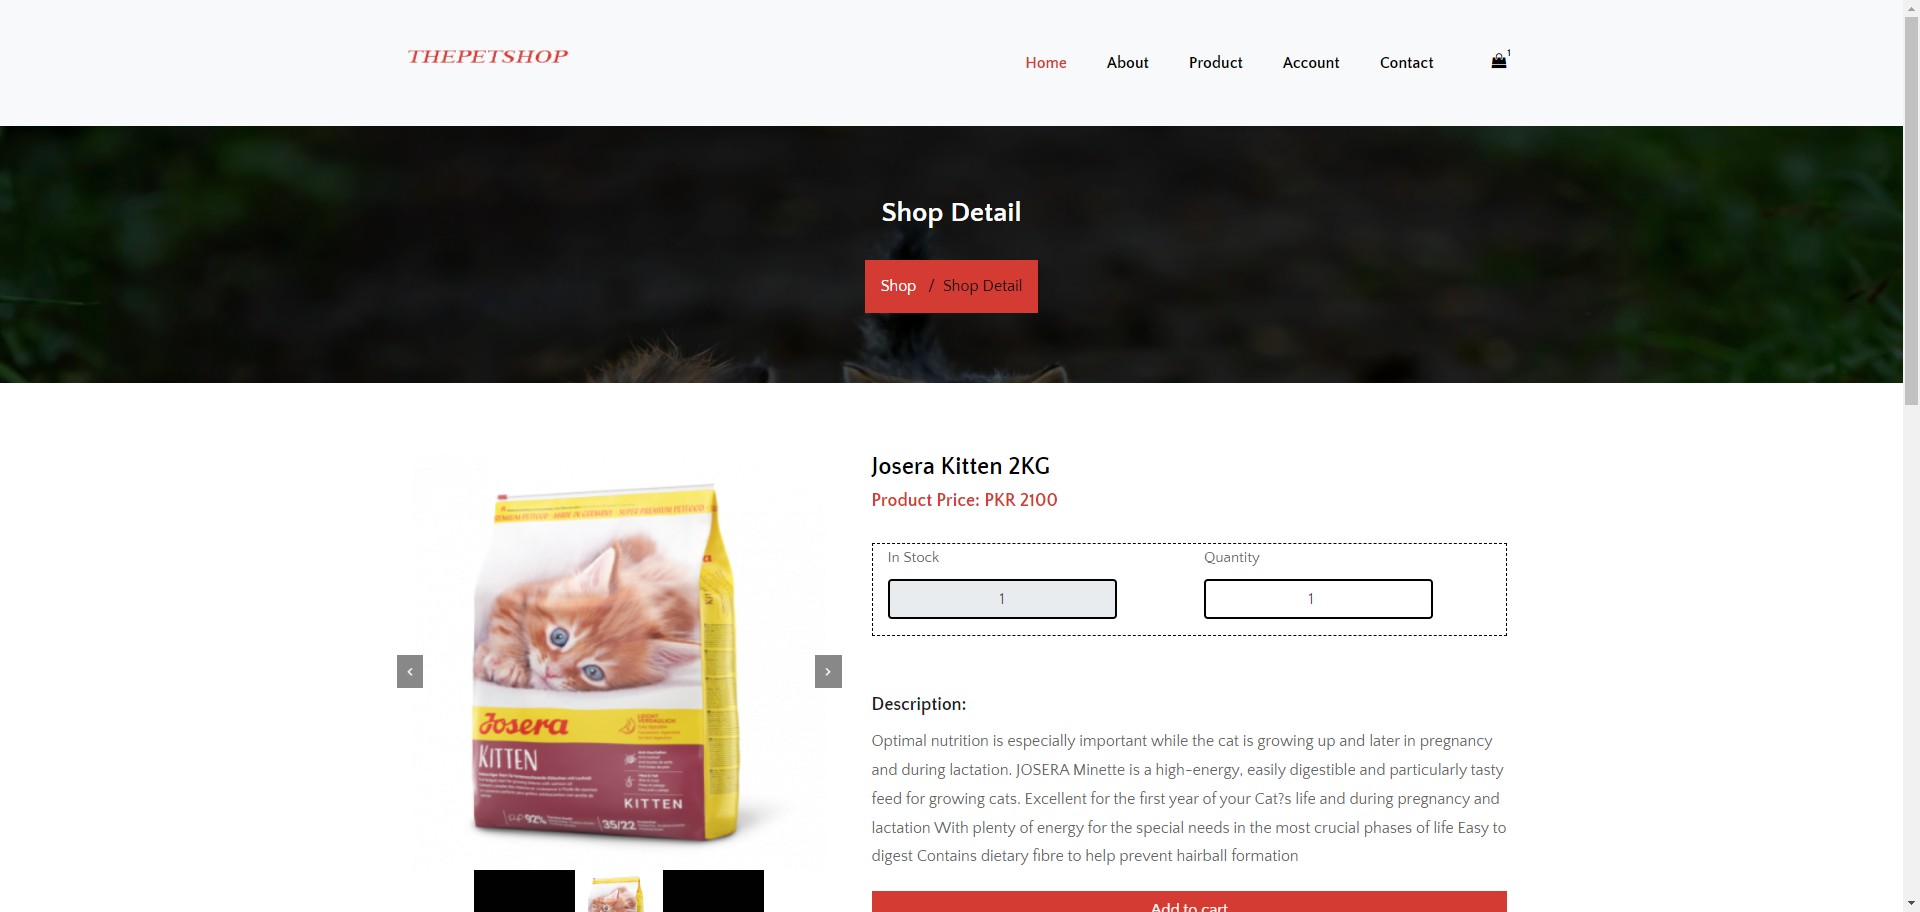 THEPETSHOP
Home
About
Product
Account
Contact
1
Shop Detail
Shop / Shop Detail
Josera Kitten 2KG
Product Price: PKR 2100
In Stock
Quantity
1
1
Josera
KITTEN
KITTEN
92%
35/22
Description:
Optimal nutrition is especially important while the cat is growing up and later in pregnancy
and during lactation. JOSERA Minette is a high-energy, easily digestible and particularly tasty
feed for growing cats. Excellent for the first year of your Cat?s life and during pregnancy and
lactation With plenty of energy for the special needs in the most crucial phases of life Easy to
digest Contains dietary fibre to help prevent hairball formation
Add to cart